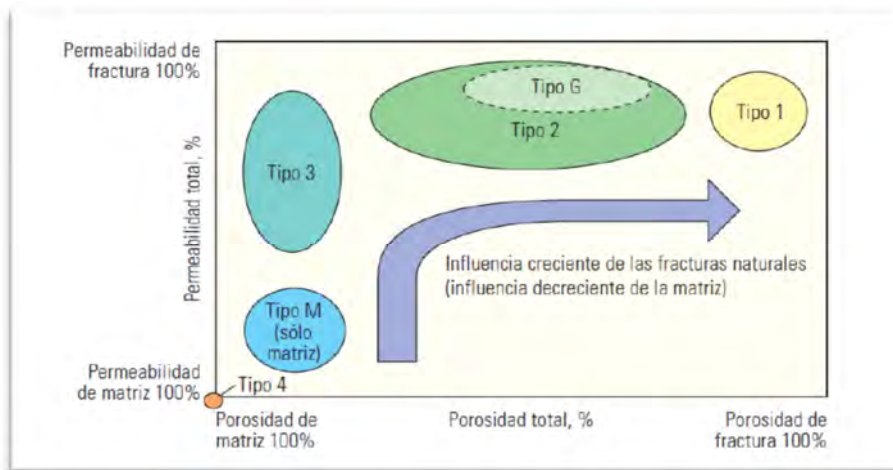 Permeabilidad de
fractura 100%
Tipo G
Tipo 2
Tipo 1
Tipo 3
Permeabilidad total, %
Influencia creciente de las fracturas naturales
(influencia decreciente de la matriz)
Tipo M
(sólo
matriz)
Permeabilidad
de matriz 100%
Tipo 4
Porosidad de
matriz 100%
Porosidad total, %
Porosidad de
fractura 100%